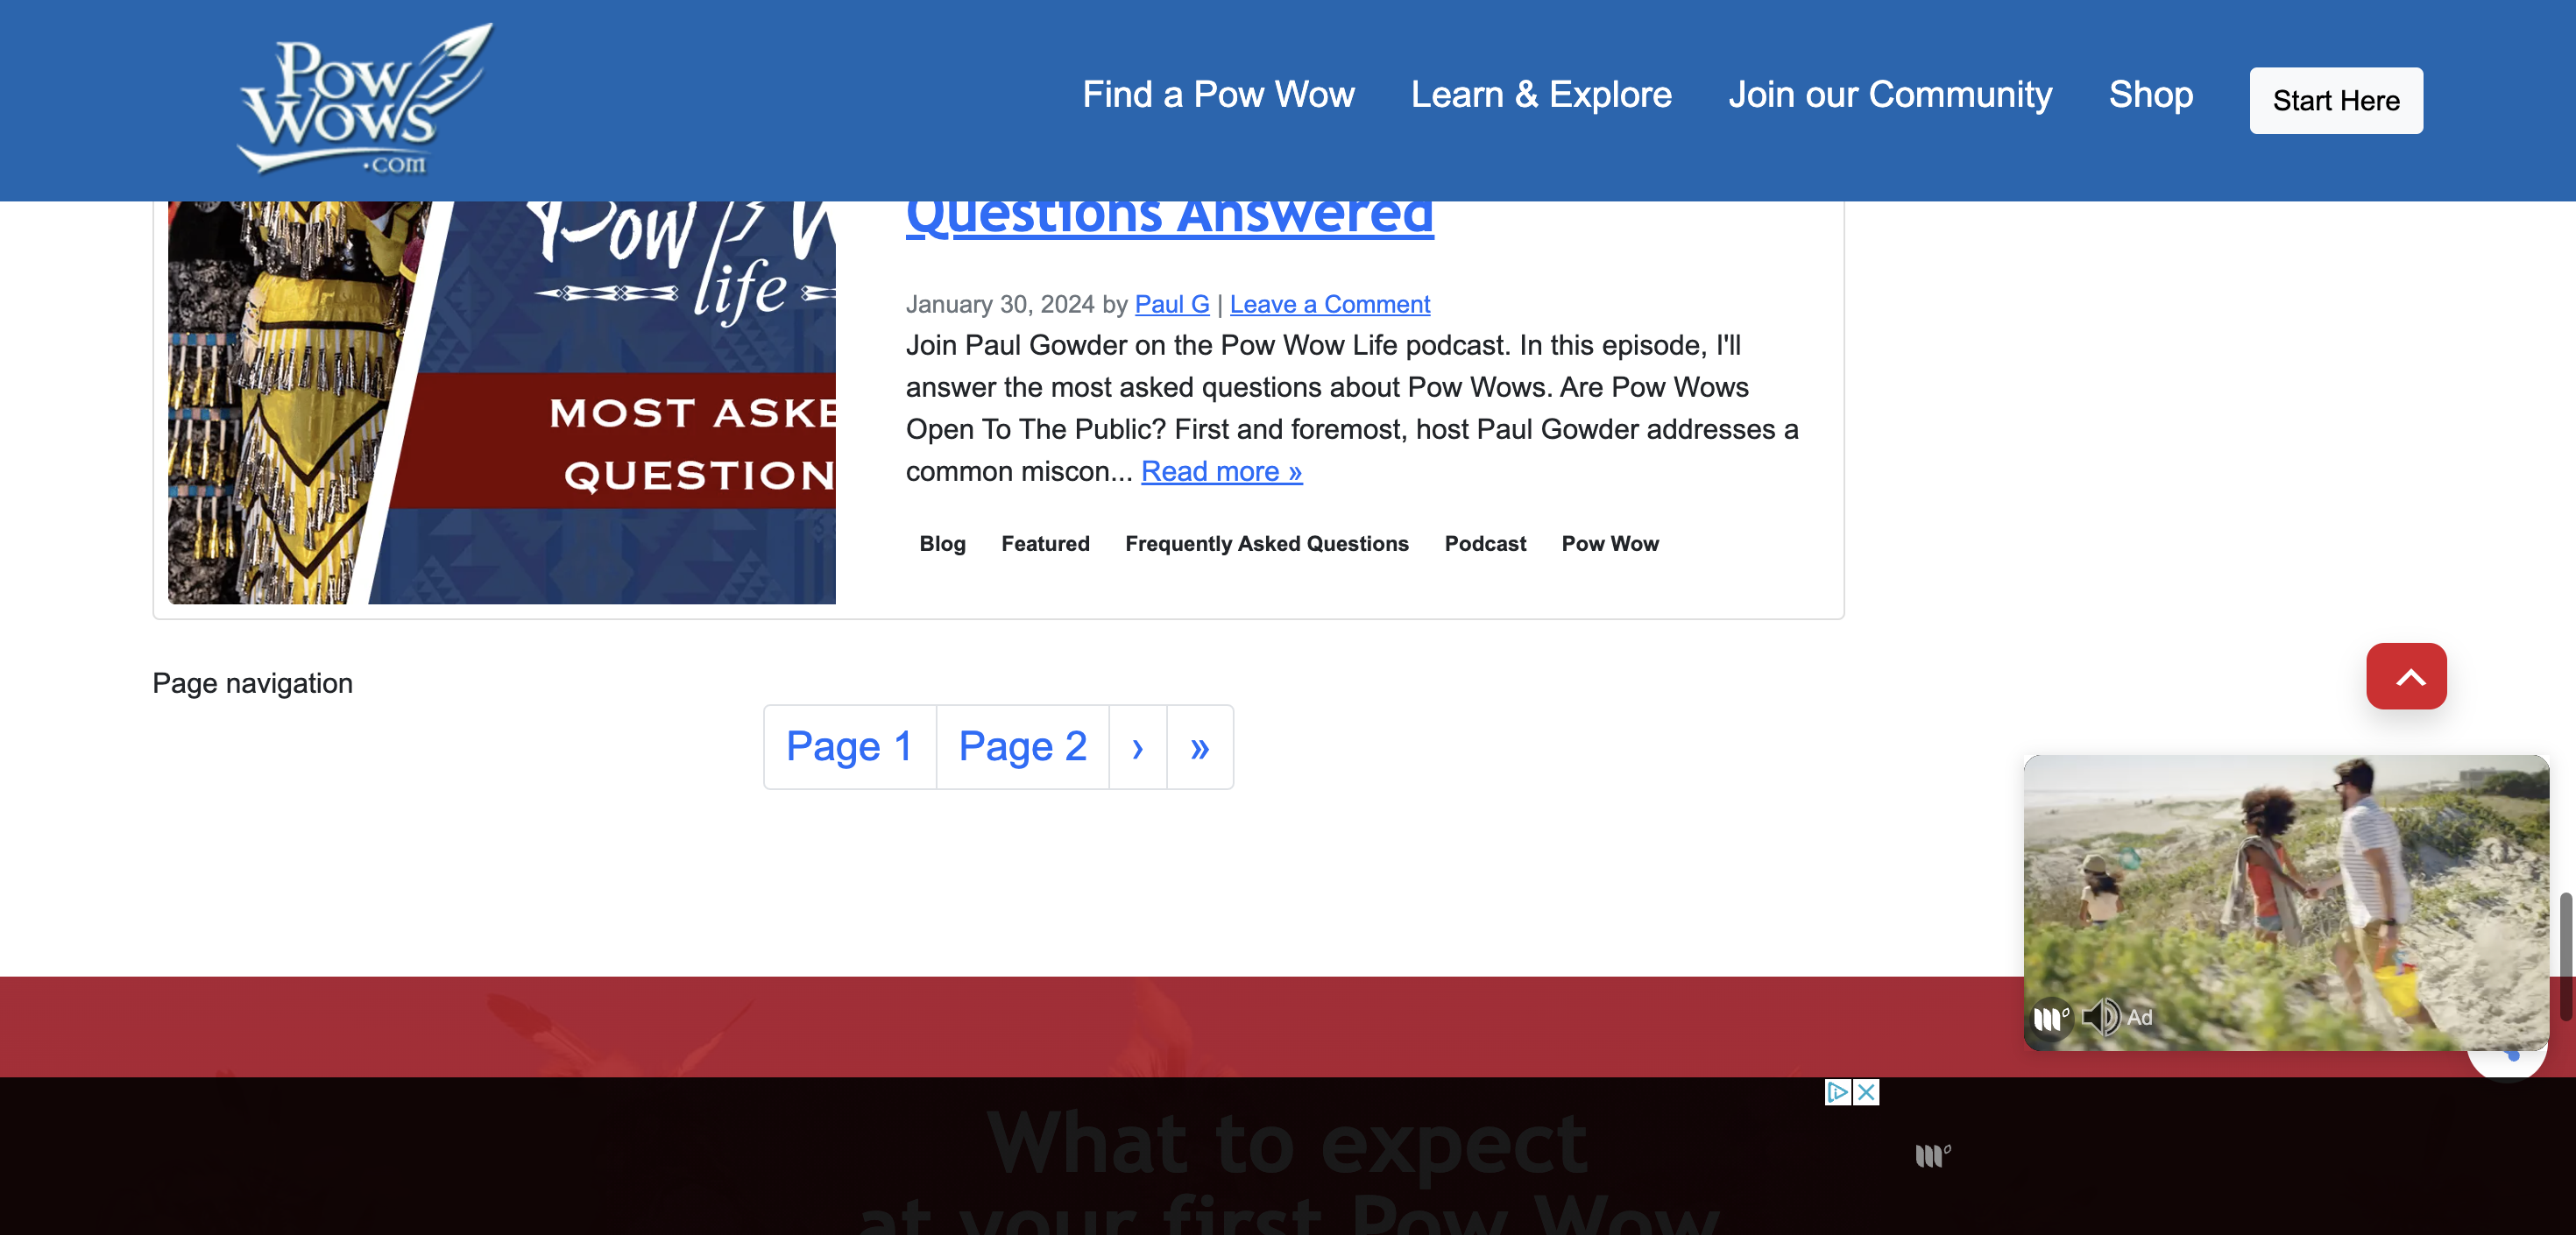 Pow
Wows
.com
Find a Pow Wow
Learn & Explore
Join our Community
Shop
Start Here
Pow W
life
MOST ASKE
QUESTION
Questions Answered
January 30, 2024 by Paul G | Leave a Comment
Join Paul Gowder on the Pow Wow Life podcast. In this episode, I'll
answer the most asked questions about Pow Wows. Are Pow Wows
Open To The Public? First and foremost, host Paul Gowder addresses a
common miscon... Read more »
Blog
Featured
Frequently Asked Questions
Podcast
Pow Wow
Page navigation
Page 1
Page 2
›
»
Ad
What to expect
at your first Pow Wow